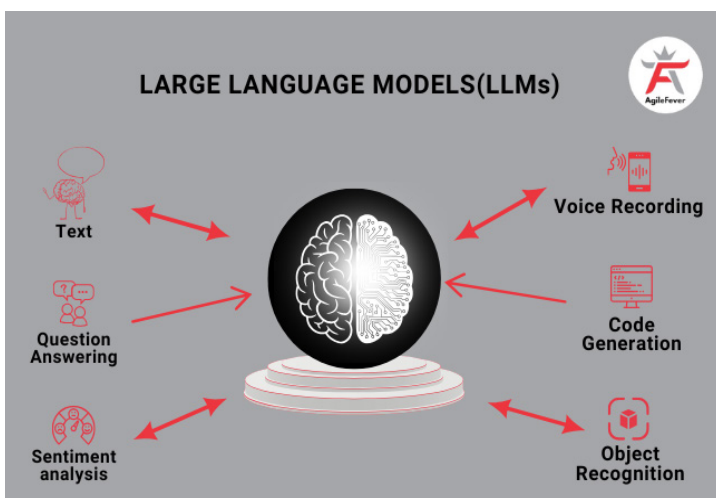 LARGE LANGUAGE MODELS(LLMs)
AgileFever
Text
Voice Recording
Question
Answering
Code
Generation
Sentiment
analysis
Object
Recognition